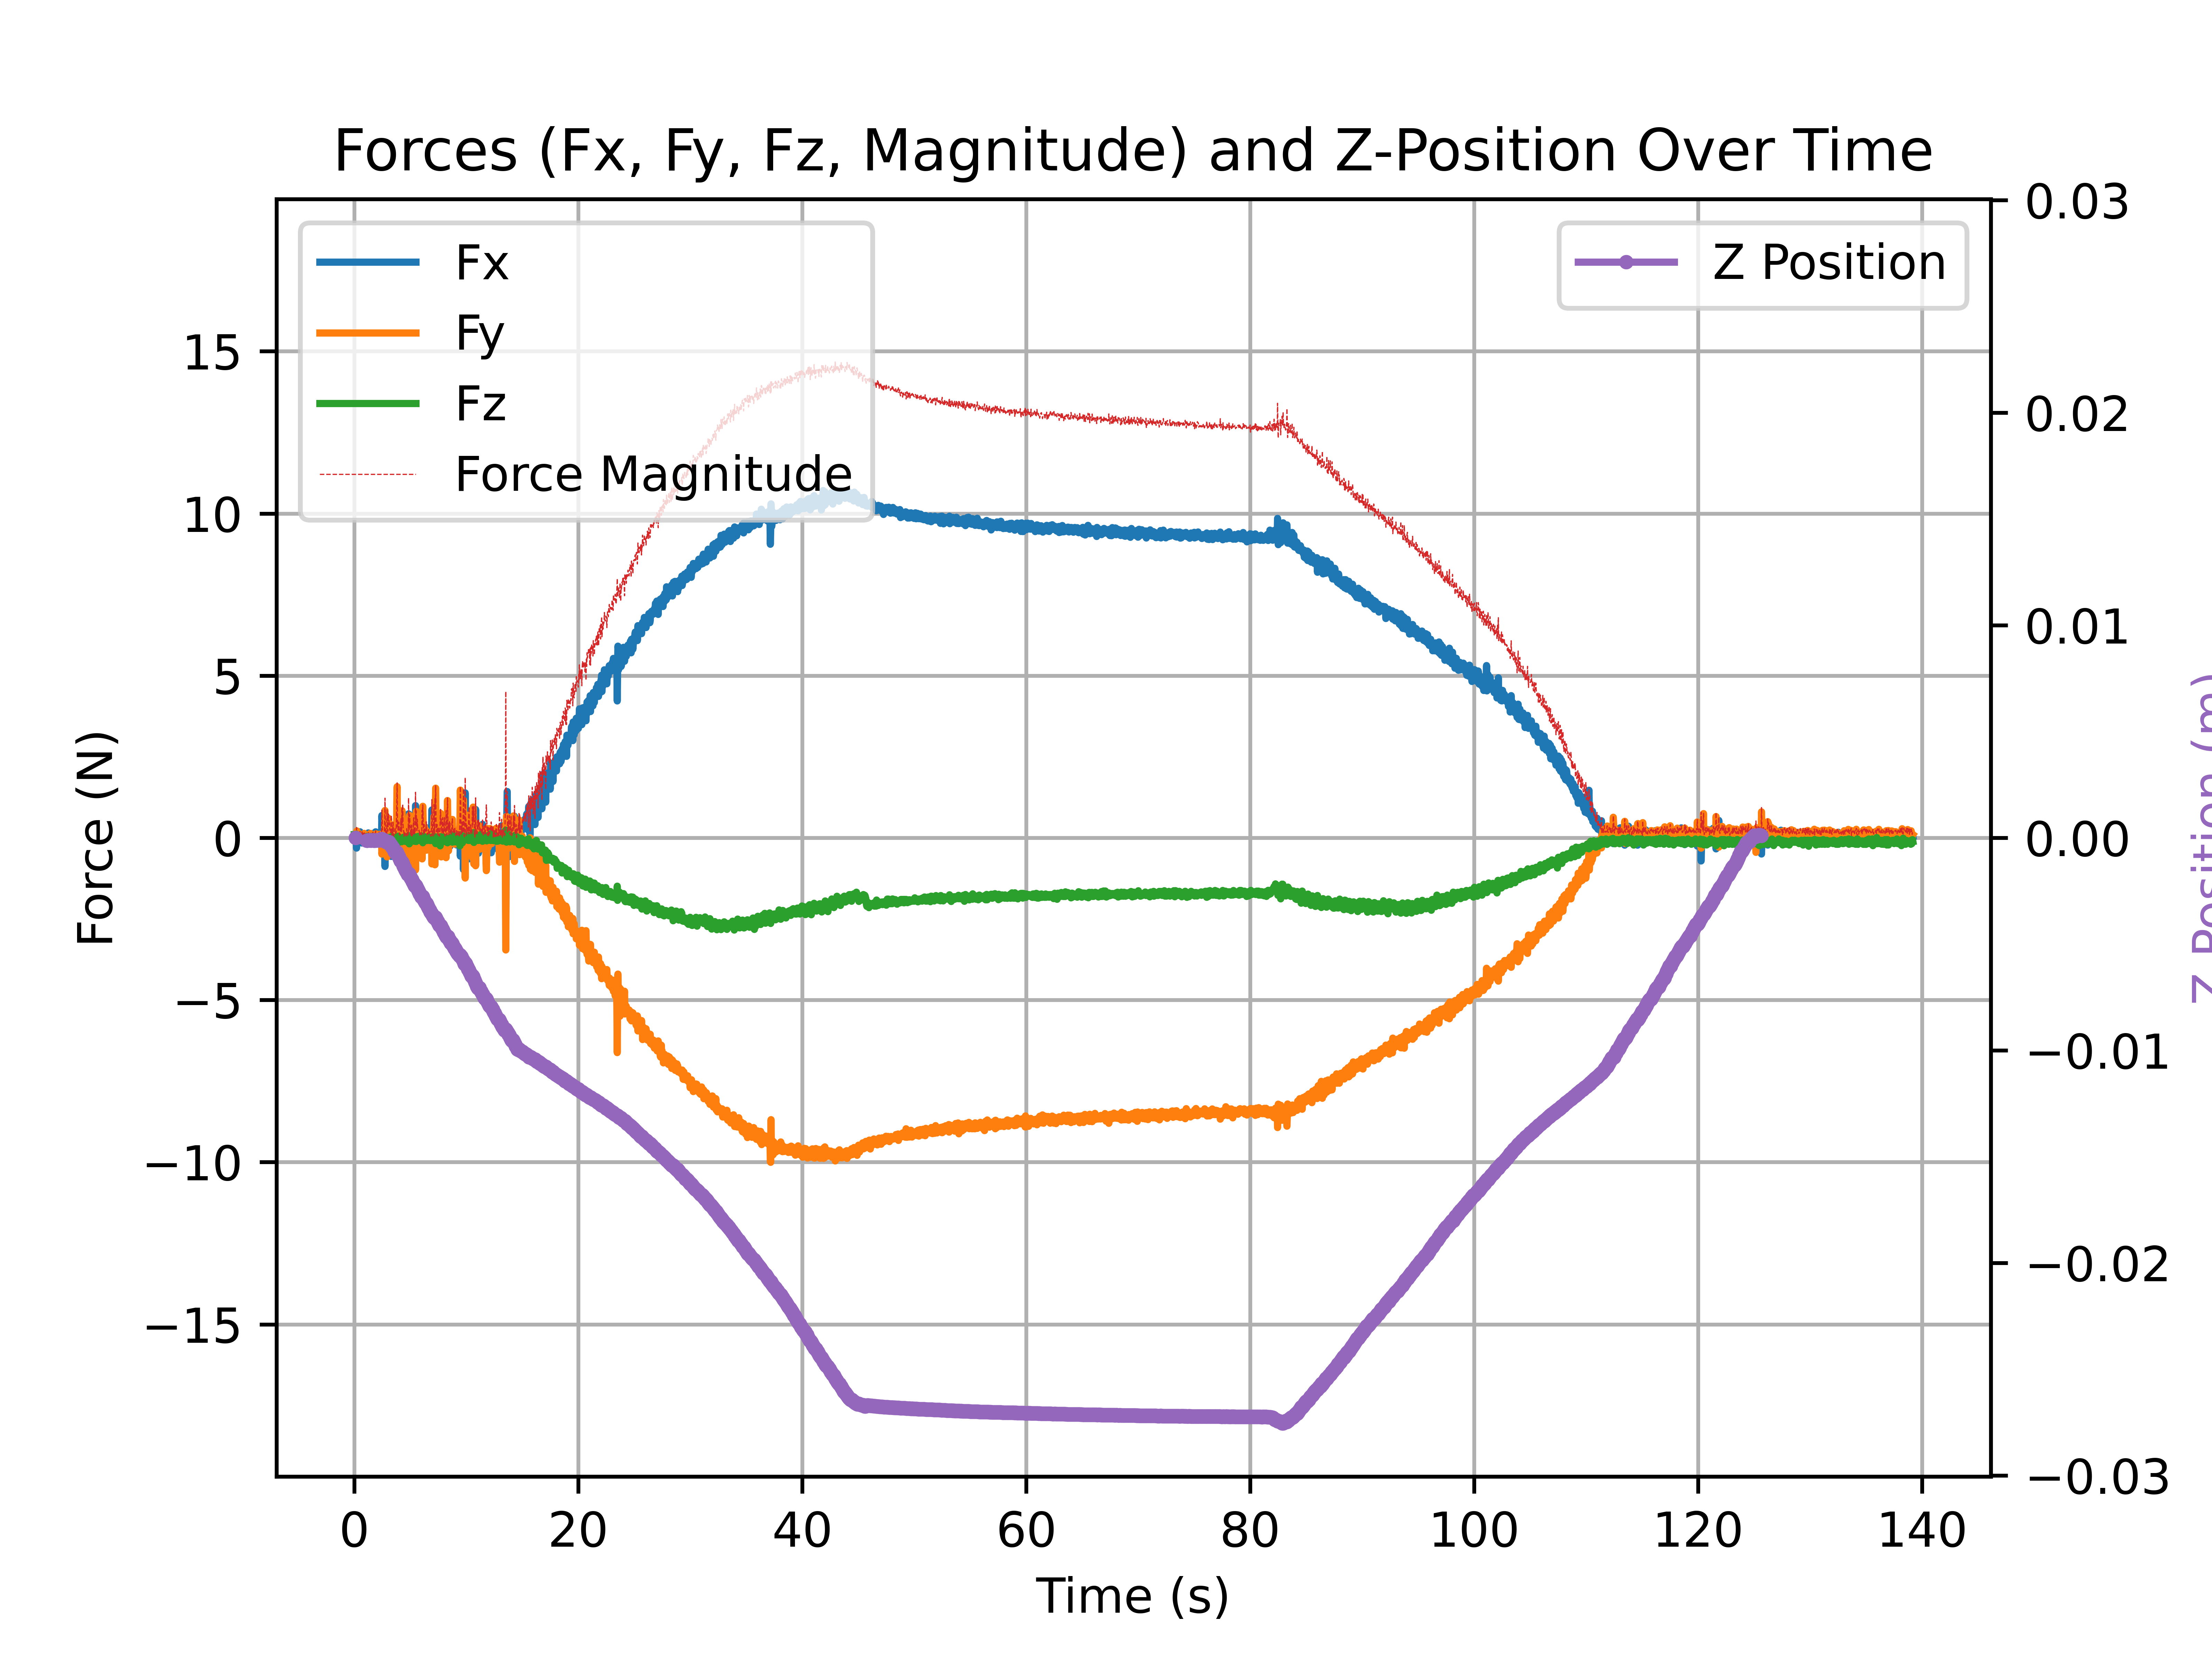 Forces (Fx, Fy, Fz, Magnitude) and Z-Position Over Time
Fx
Fy
Fz
Force Magnitude
Z Position
15
10
5
0
−5
−10
−15
Force (N)
0.03
0.02
0.01
0.00
−0.01
−0.02
−0.03
Z Position (m)
0 20 40 60 80 100 120 140
Time (s)